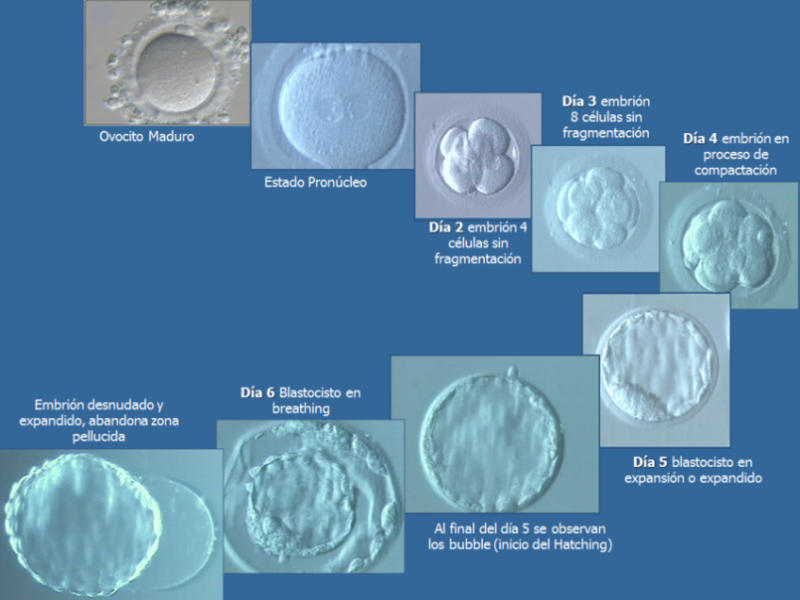 Ovocito Maduro
Estado Pronúcleo
Día 2 embrión 4
células sin
fragmentación
Día 3 embrión
8 células sin
fragmentación
Día 4 embrión en
proceso de
compactación
Día 5 blastocisto en
expansión o expandido
Al final del día 5 se observan
los bubble (inicio del Hatching)
Día 6 Blastocisto en
breathing
Embrión desnudado y
expandido, abandona zona
pellucida